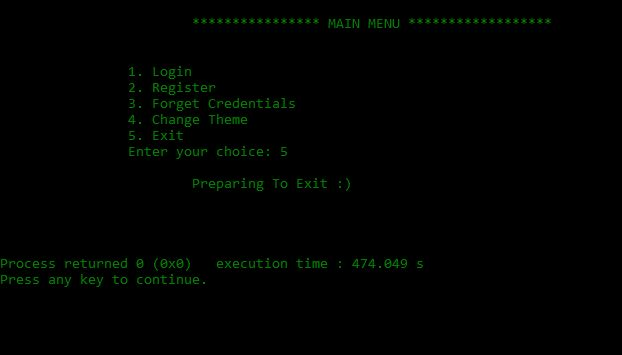 **************** MAIN MENU ******************
1. Login
2. Register
3. Forget Credentials
4. Change Theme
5. Exit
Enter your choice: 5
Preparing To Exit :)
Process returned 0 (0x0)   execution time : 474.049 s
Press any key to continue.